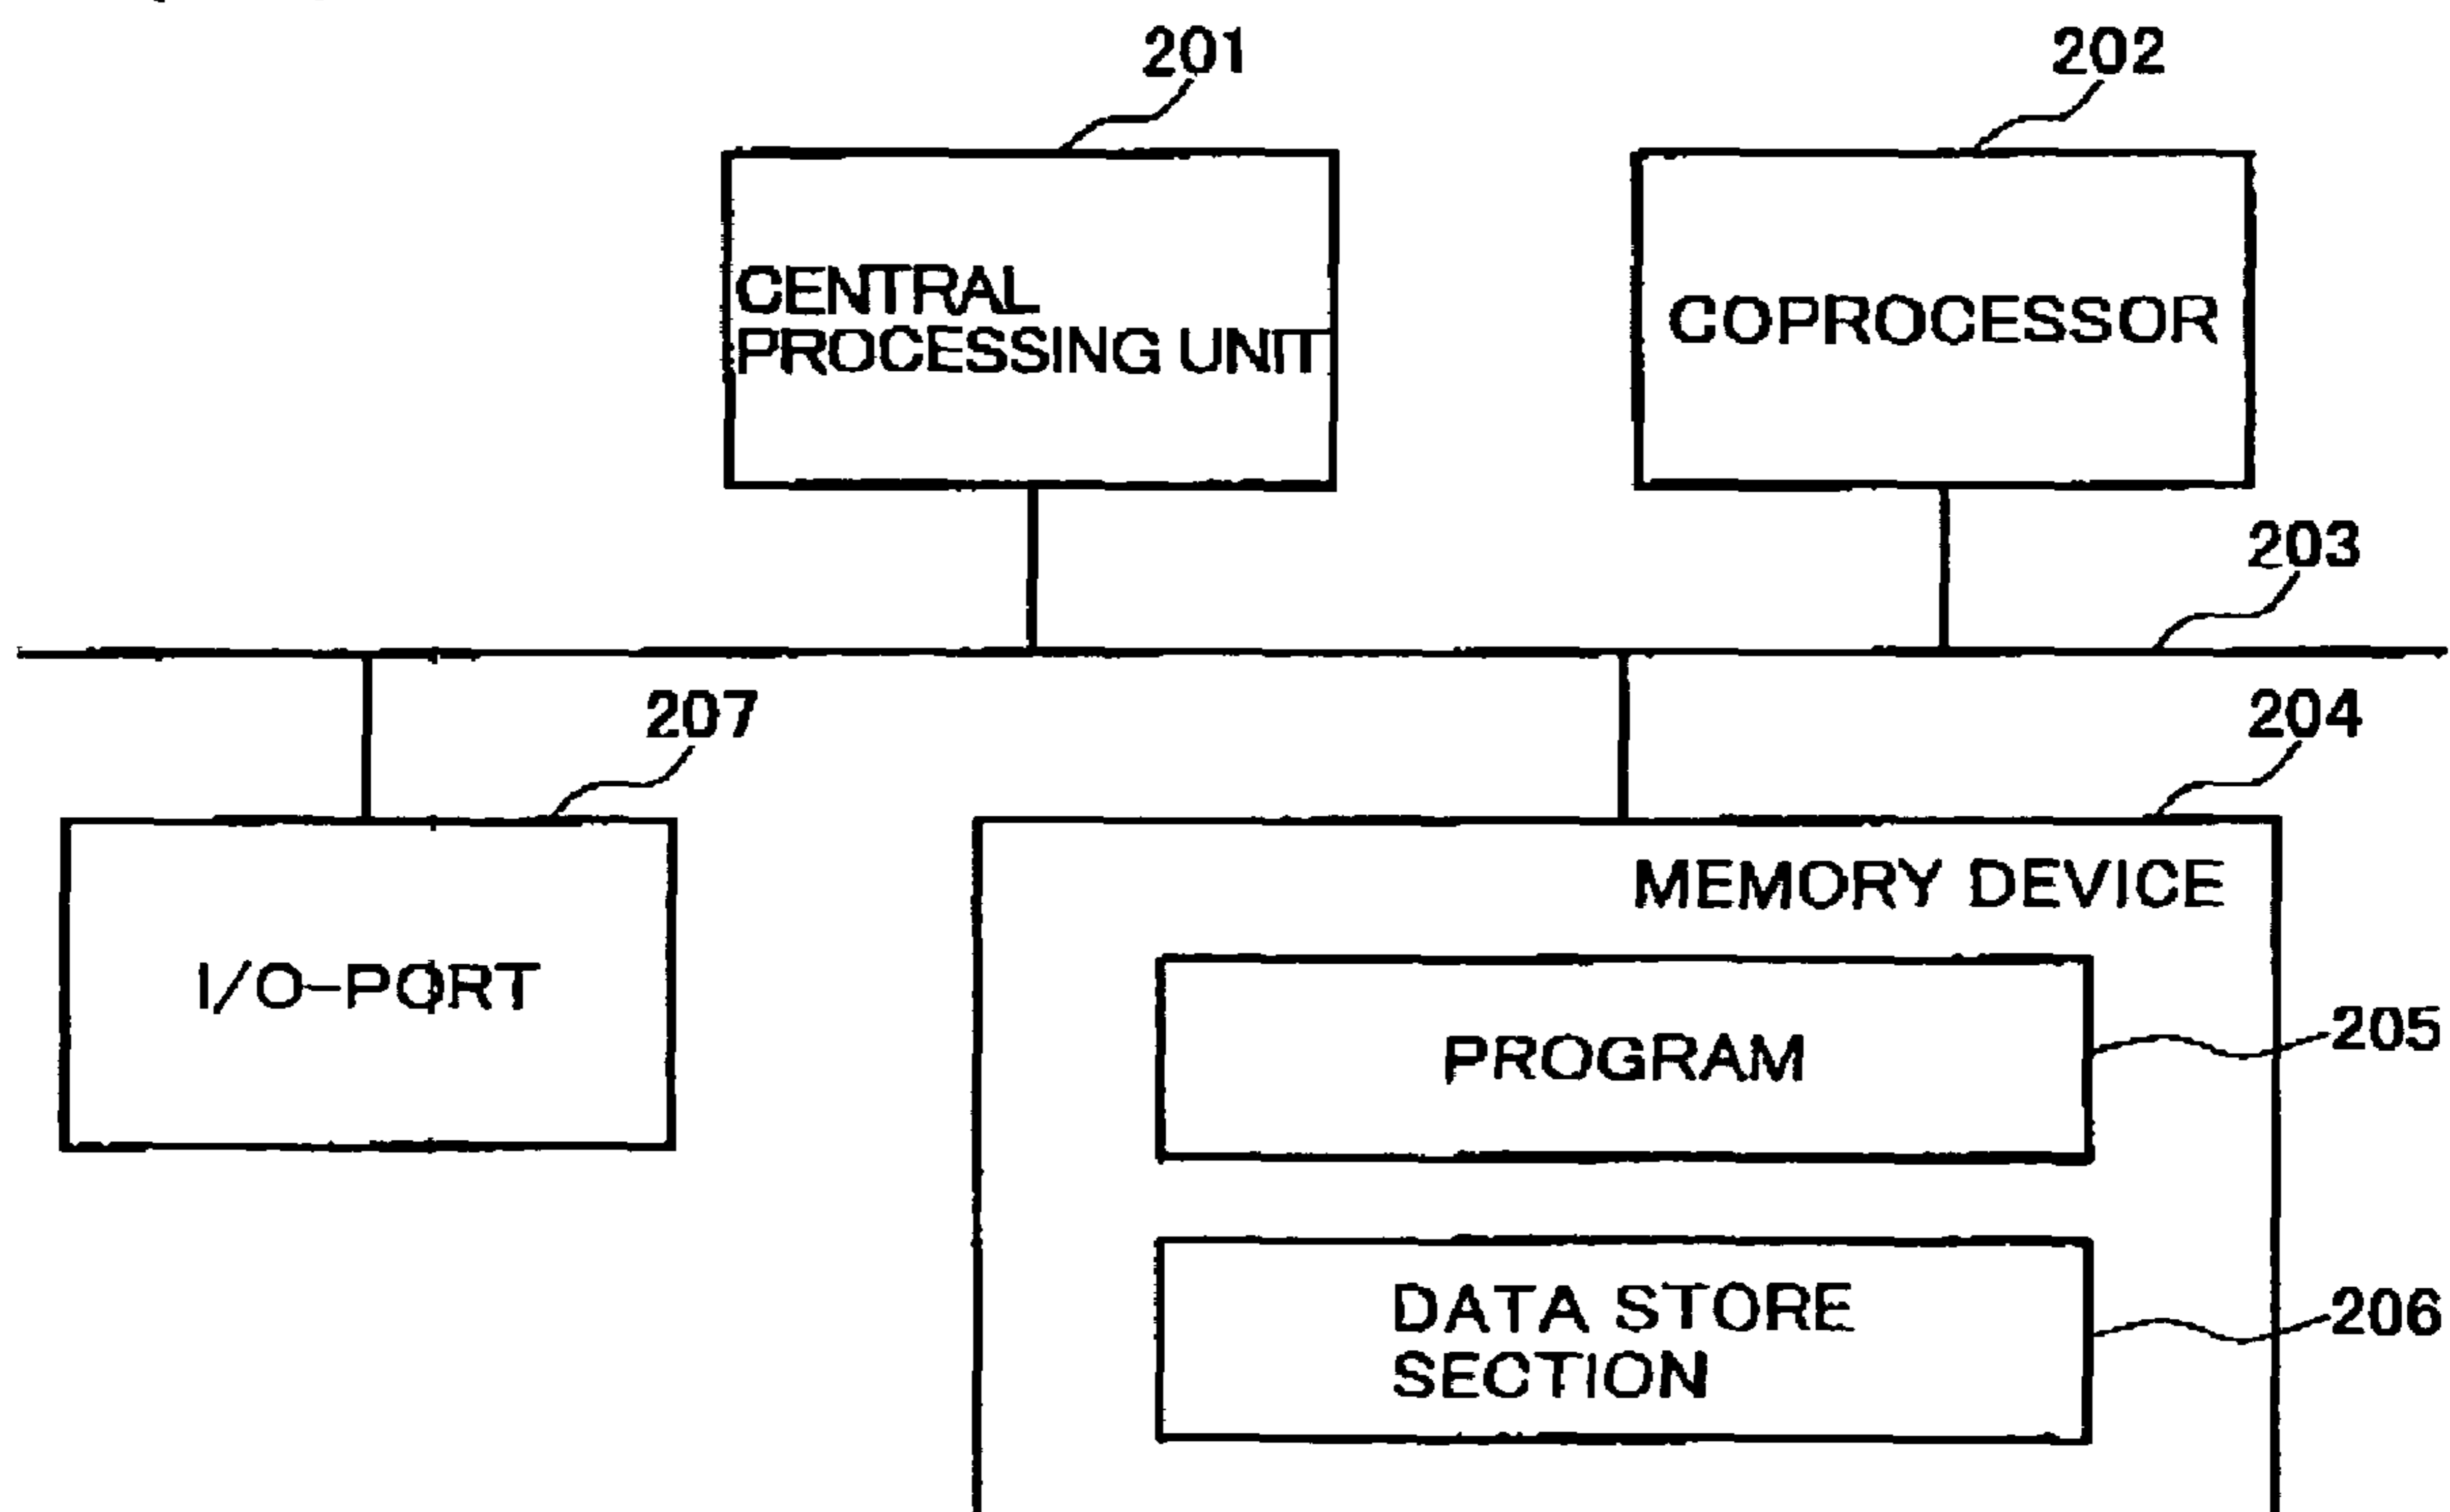 201
202
CENTRAL
PROCESSING UNIT
COPROCESSOR
203
207
204
MEMORY DEVICE
I/O-PORT
PROGRAM
205
DATA STORE
SECTION
206